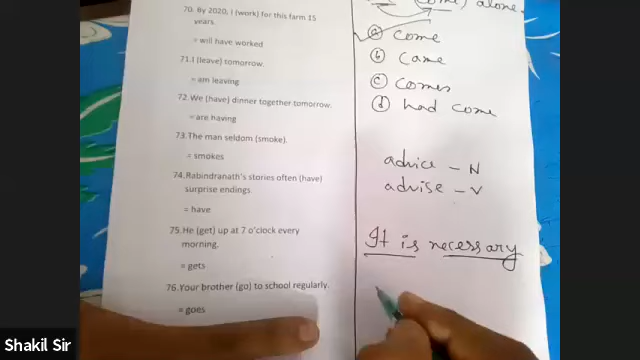 70. By 2020, I (work) for this farm 15
years.
= will have worked
71.I (leave) tomorrow.
= am leaving
72.We (have) dinner together tomorrow.
= are having
73.The man seldom (smoke).
= smokes
74.Rabindranath's stories often (have)
surprise endings
= have
75.He (get) up at 7 o'clock every
morning.
= gets
76.Your brother (go) to school regularly.
= goes
come) alone
(a) come
(b) came
(c) comes
(d) had come
advice - N
advise - V
It is necessary
Shakil Sir